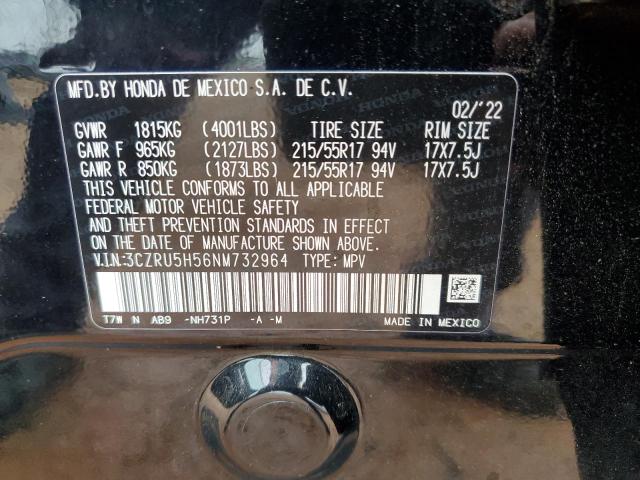 MFD.BY HONDA DE MEXICO S.A. DE C.V.
02/'22
GVWR 1815KG (4001LBS) TIRE SIZE RIM SIZE
GAWR F 965KG (2127LBS) 215/55R17 94V 17X7.5J
GAWR R 850KG (1873LBS) 215/55R17 94V 17X7.5J
THIS VEHICLE CONFORMS TO ALL APPLICABLE
FEDERAL MOTOR VEHICLE SAFETY
AND THEFT PREVENTION STANDARDS IN EFFECT
ON THE DATE OF MANUFACTURE SHOWN ABOVE.
V.I.N:3CZRU5H56NM732964 TYPE: MPV
T7W N AB9 -NH731P -A -M MADE IN MEXICO